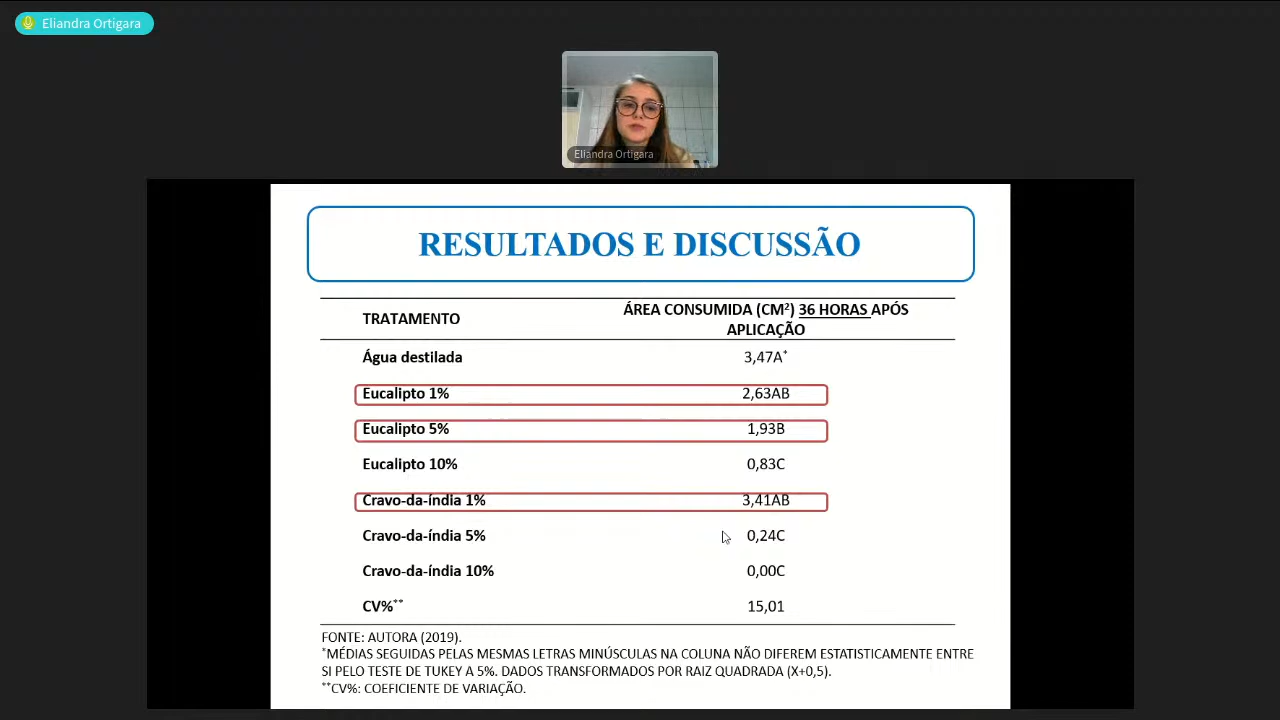 Eliandra Ortigara
Eliandra Ortigara
RESULTADOS E DISCUSSÃO
TRATAMENTO
ÁREA CONSUMIDA (CM²) 36 HORAS APÓS
APLICAÇÃO
Água destilada 3,47A*
Eucalipto 1% 2,63AB
Eucalipto 5% 1,93B
Eucalipto 10% 0,83C
Cravo-da-índia 1% 3,41AB
Cravo-da-índia 5% 0,24C
Cravo-da-índia 10% 0,00C
CV%** 15,01
FONTE: AUTORA (2019).
*MÉDIAS SEGUIDAS PELAS MESMAS LETRAS MINÚSCULAS NA COLUNA NÃO DIFEREM ESTATISTICAMENTE ENTRE
SI PELO TESTE DE TUKEY A 5%. DADOS TRANSFORMADOS POR RAIZ QUADRADA (X+0,5).
**CV%: COEFICIENTE DE VARIAÇÃO.